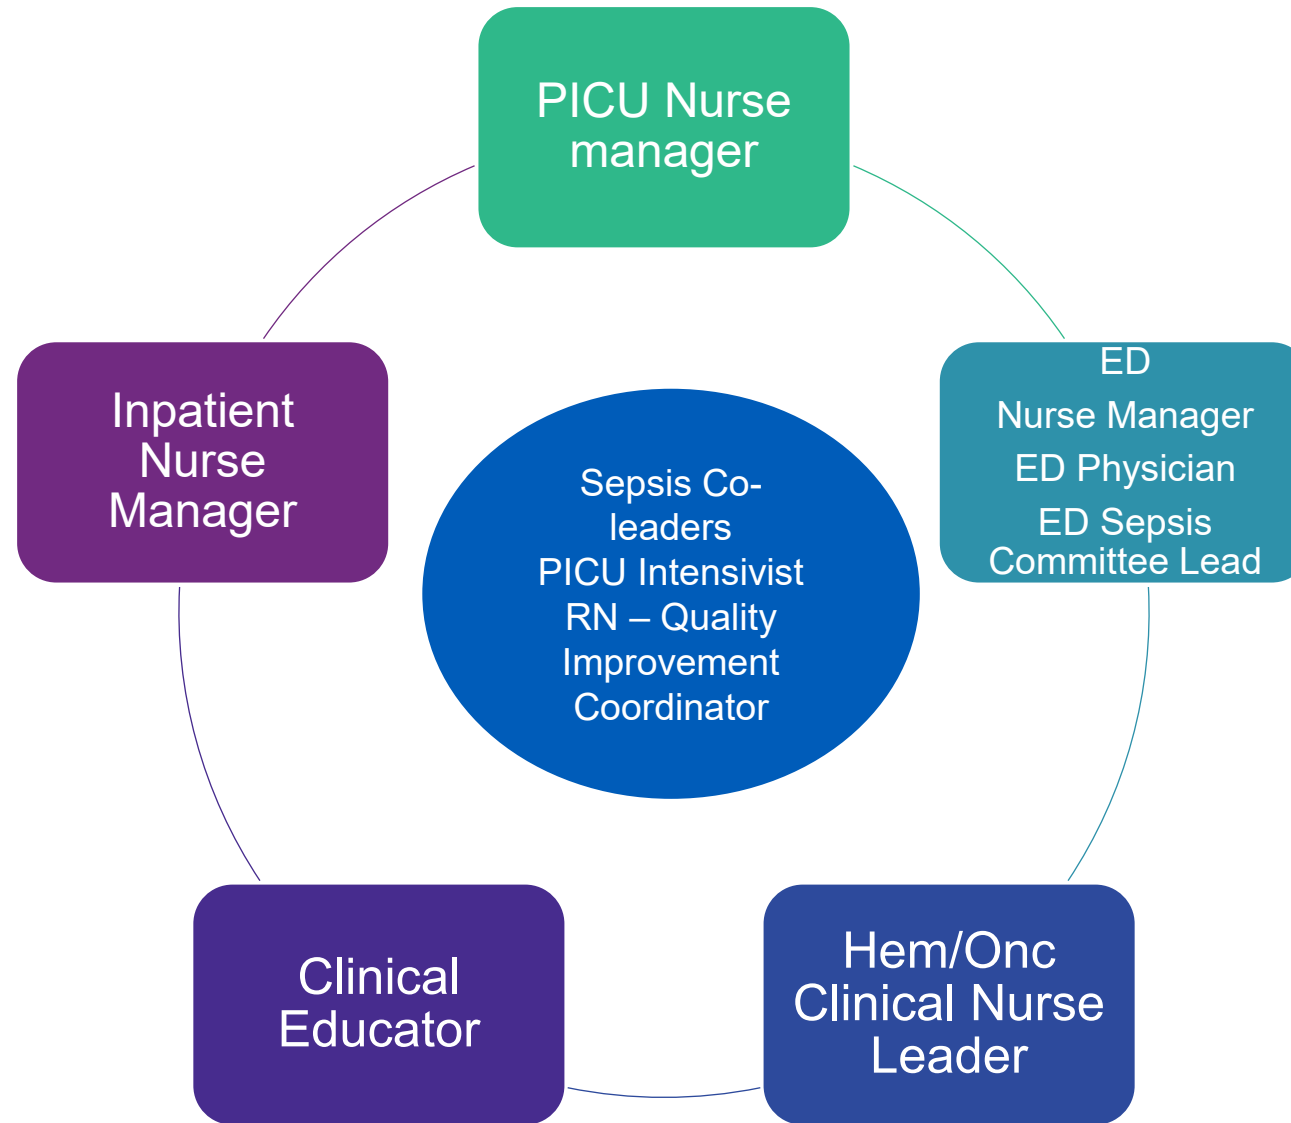 PICU Nurse
manager
ED
Nurse Manager
ED Physician
ED Sepsis
Committee Lead
Hem/Onc
Clinical Nurse
Leader
Clinical
Educator
Inpatient
Nurse
Manager
Sepsis Co-
leaders
PICU Intensivist
RN – Quality
Improvement
Coordinator